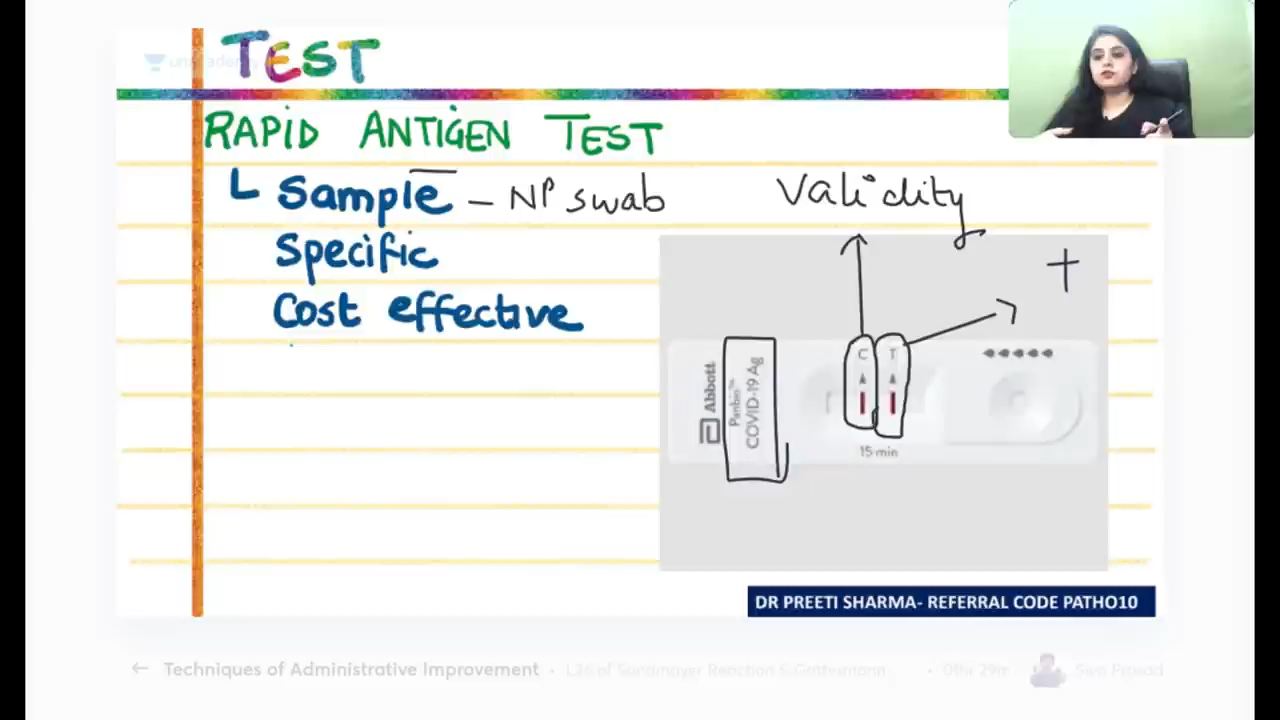 TEST
RAPID ANTIGEN TEST
Sample – NP swab
Validity
Specific
Cost effective
+
C T
Abbott
Panbio™
COVID-19 Ag
15 min
DR PREETI SHARMA- REFERRAL CODE PATHO10
Techniques of Administrative Improvement